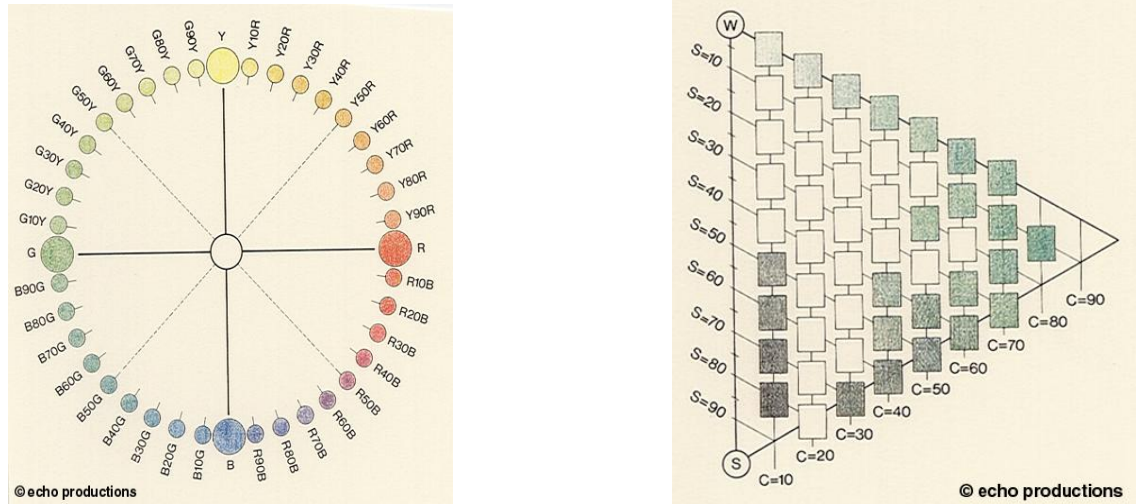 Y
Y10R
Y20R
Y30R
Y40R
Y50R
Y60R
Y70R
Y80R
Y90R
R
R10B
R20B
R30B
R40B
R50B
R60B
R70B
R80B
R90B
B
B10G
B20G
B30G
B40G
B50G
B60G
B70G
B80G
B90G
G
G10Y
G20Y
G30Y
G40Y
G50Y
G60Y
G70Y
G80Y
G90Y
© echo productions
W
S=10
S=20
S=30
S=40
S=50
S=60
S=70
S=80
S=90
S
C=10
C=20
C=30
C=40
C=50
C=60
C=70
C=80
C=90
© echo productions